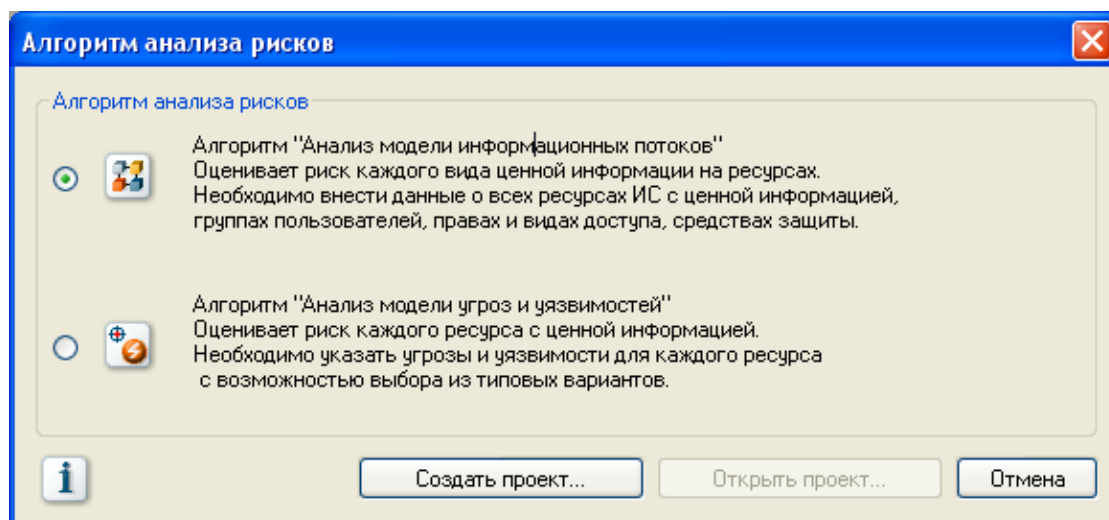 Алгоритм анализа рисков
Алгоритм анализа рисков
Алгоритм "Анализ модели информационных потоков"
Оценивает риск каждого вида ценной информации на ресурсах.
Необходимо внести данные о всех ресурсах ИС с ценной информацией,
группах пользователей, правах и видах доступа, средствах защиты.
Алгоритм "Анализ модели угроз и уязвимостей"
Оценивает риск каждого ресурса с ценной информацией.
Необходимо указать угрозы и уязвимости для каждого ресурса
с возможностью выбора из типовых вариантов.
Создать проект... Открыть проект... Отмена